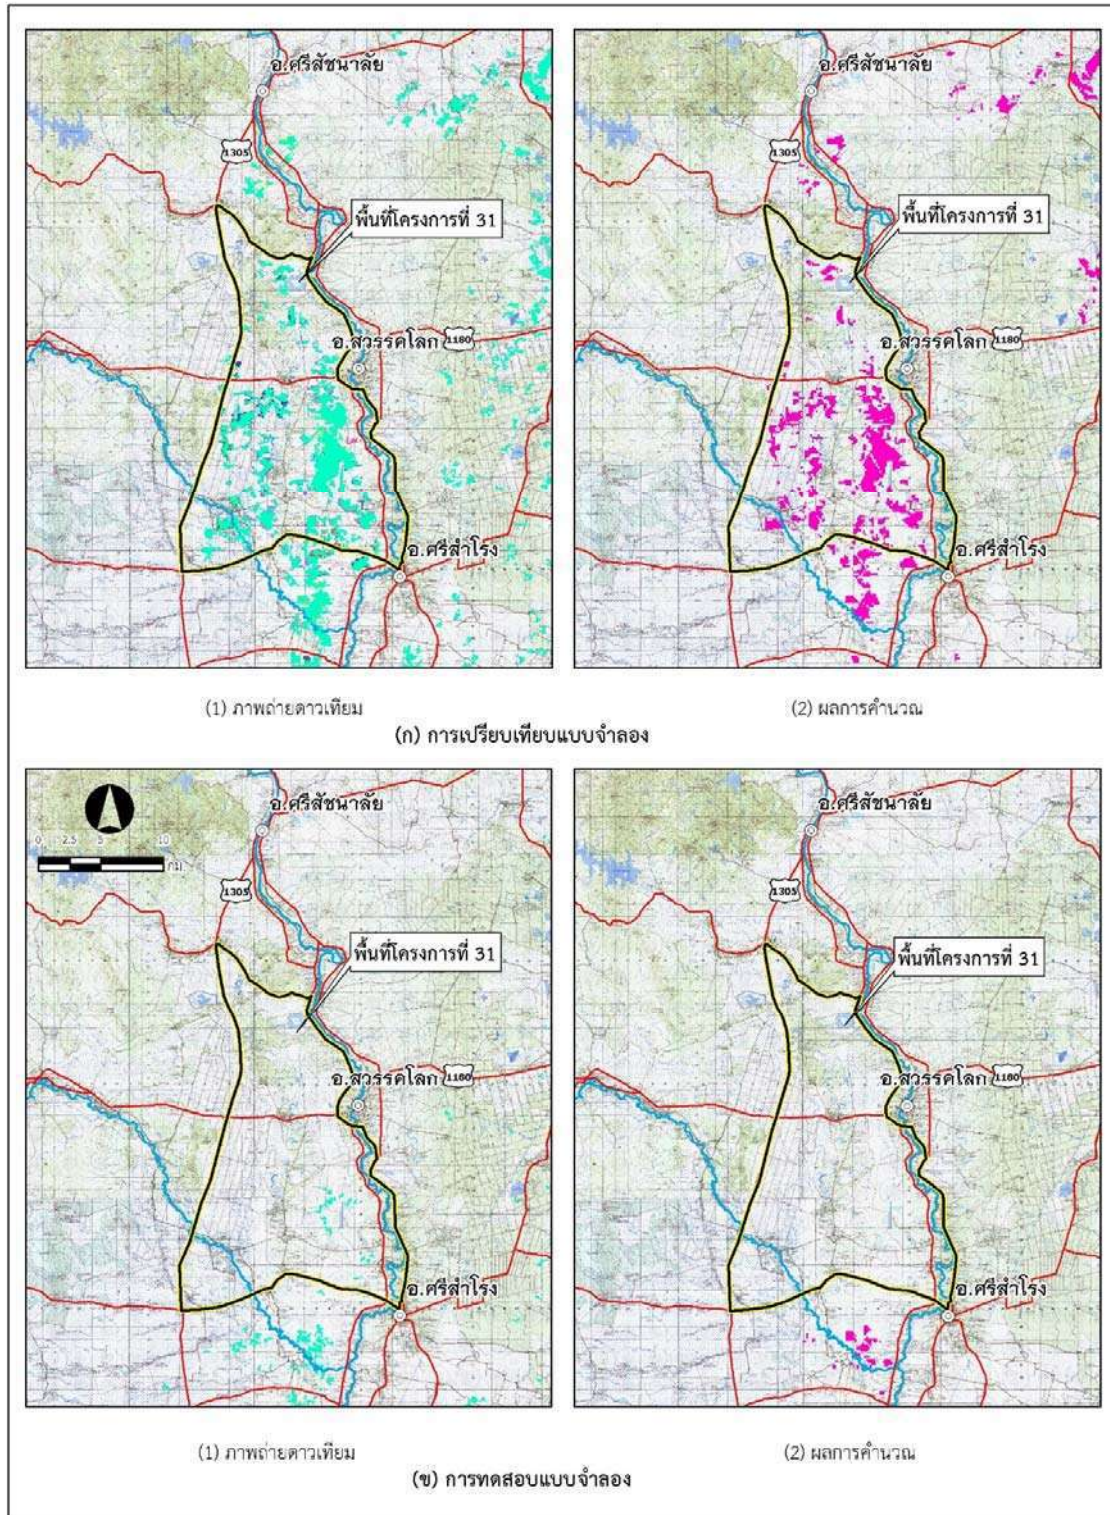 อ.ศรีสัชนาลัย
1305
พื้นที่โครงการที่ 31
อ.สวรรคโลก 1180
อ.ศรีสำโรง
อ.ศรีสัชนาลัย
1305
พื้นที่โครงการที่ 31
อ.สวรรคโลก 1180
อ.ศรีสำโรง
(1) ภาพถ่ายดาวเทียม
(2) ผลการคำนวณ
(ก) การเปรียบเทียบแบบจำลอง
อ.ศรีสัชนาลัย
0 2.5 5 10
กม.
1305
พื้นที่โครงการที่ 31
อ.สวรรคโลก 1180
อ.ศรีสำโรง
อ.ศรีสัชนาลัย
1305
พื้นที่โครงการที่ 31
อ.สวรรคโลก 1180
อ.ศรีสำโรง
(1) ภาพถ่ายดาวเทียม
(2) ผลการคำนวณ
(ข) การทดสอบแบบจำลอง